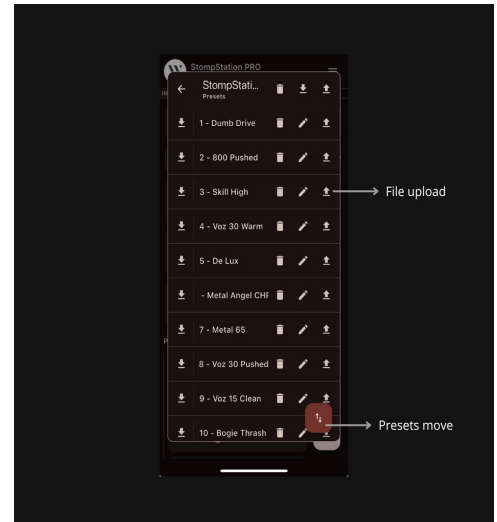 StompStation PRO
StompStati...
Presets
1 - Dumb Drive
2 - 800 Pushed
3 - Skill High
File upload
4 - Voz 30 Warm
5 - De Lux
- Metal Angel CHF
7 - Metal 65
8 - Voz 30 Pushed
9 - Voz 15 Clean
Presets move
10 - Bogie Thrash